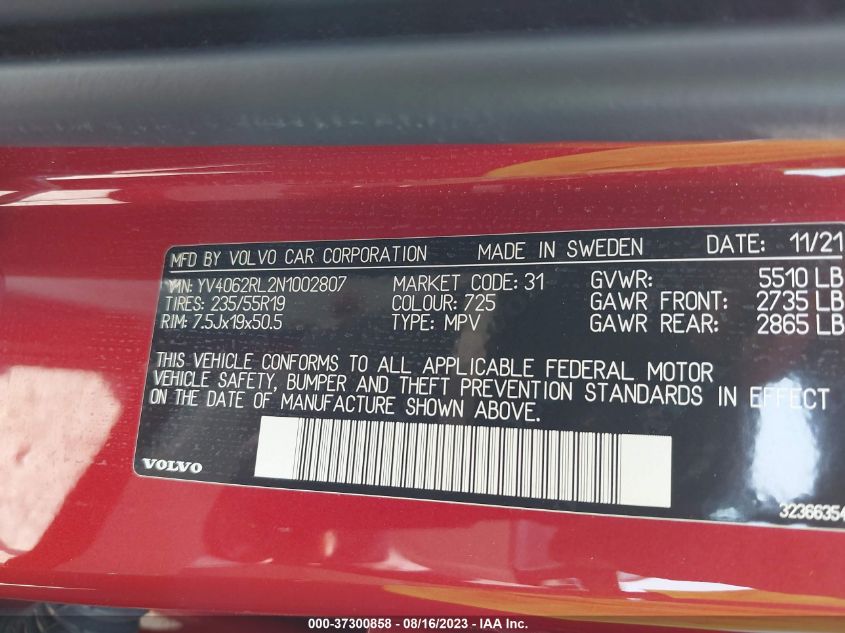 MFD BY VOLVO CAR CORPORATION MADE IN SWEDEN DATE: 11/21
VIN: YV4062RL2N1002807 MARKET CODE: 31 GVWR: 5510 LB
TIRES: 235/55R19 COLOUR: 725 GAWR FRONT: 2735 LB
RIM: 7.5Jx19x50.5 TYPE: MPV GAWR REAR: 2865 LB
THIS VEHICLE CONFORMS TO ALL APPLICABLE FEDERAL MOTOR
VEHICLE SAFETY, BUMPER AND THEFT PREVENTION STANDARDS IN EFFECT
ON THE DATE OF MANUFACTURE SHOWN ABOVE.
VOLVO
32366354
000-37300858 - 08/16/2023 - IAA Inc.